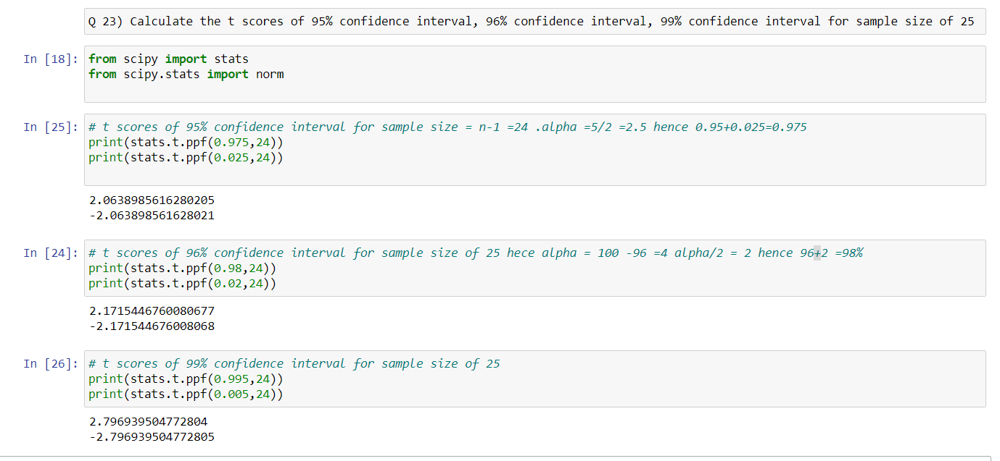 Q 23) Calculate the t scores of 95% confidence interval, 96% confidence interval, 99% confidence interval for sample size of 25
In [18]: from scipy import stats
from scipy.stats import norm
In [25]: # t scores of 95% confidence interval for sample size = n-1 =24 .alpha =5/2 =2.5 hence 0.95+0.025=0.975
print(stats.t.ppf(0.975,24))
print(stats.t.ppf(0.025,24))
2.0638985616280205
-2.063898561628021
In [24]: # t scores of 96% confidence interval for sample size of 25 hece alpha = 100 -96 =4 alpha/2 = 2 hence 96+2 =98%
print(stats.t.ppf(0.98,24))
print(stats.t.ppf(0.02,24))
2.1715446760080677
-2.171544676008068
In [26]: # t scores of 99% confidence interval for sample size of 25
print(stats.t.ppf(0.995,24))
print(stats.t.ppf(0.005,24))
2.796939504772804
-2.796939504772805